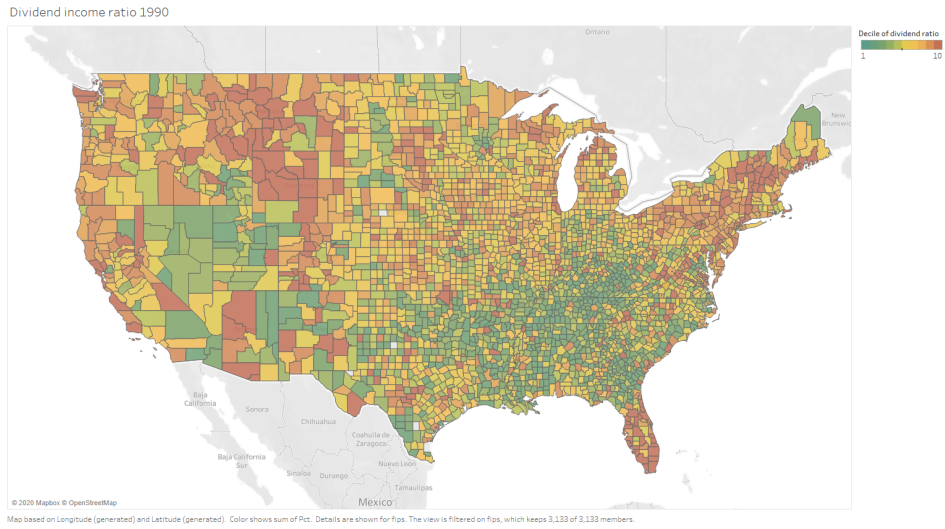 Dividend income ratio 1990
Decile of dividend ratio
1 10
Ontario
New
Brunswic
Baja
California
Sonora
Chihuahua
Coahuila de
Zaragoza
Baja California
Sur
Nuevo León
Sinaloa
Durango
Tamaulipas
Mexico
© 2020 Mapbox © OpenStreetMap
Map based on Longitude (generated) and Latitude (generated). Color shows sum of Pct. Details are shown for fips. The view is filtered on fips, which keeps 3,133 of 3,133 members.